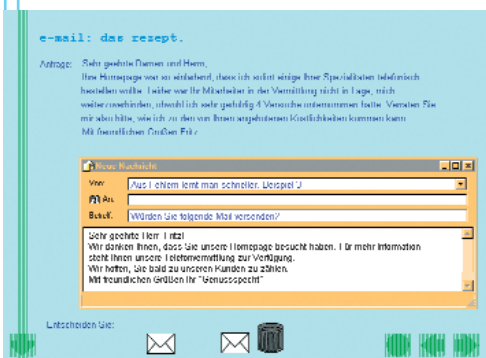 e-mail: das rezept.
Anfrage: Sehr geehrte Damen und Herrn,
Ihre Homepage war so einladend, dass ich sofort einige Ihrer Spezialitäten telefonisch
bestellen wollte. Leider war Ihr Mitarbeiter in der Vermittlung nicht in Lage, mich
weiterzuverbinden, obwohl ich sehr geduldig 4 Versuche unternommen hatte. Verraten Sie
mir also bitte, wie ich zu den von Ihnen angebotenen Köstlichkeiten kommen kann.
Mit freundlichen Grüßen Fritz
Neue Nachricht
Von: Aus Fehlern lernt man schneller. Beispiel 3
An:
Betreff: Würden Sie folgende Mail versenden?
Sehr geehrte Herr Fritz!
Wir danken Ihnen, dass Sie unsere Homepage besucht haben. Für mehr Information
steht Ihnen unsere Telefonvermittlung zur Verfügung.
Wir hoffen, Sie bald zu unseren Kunden zu zählen.
Mit freundlichen Grüßen Ihr "Genussspecht"
Entscheiden Sie: